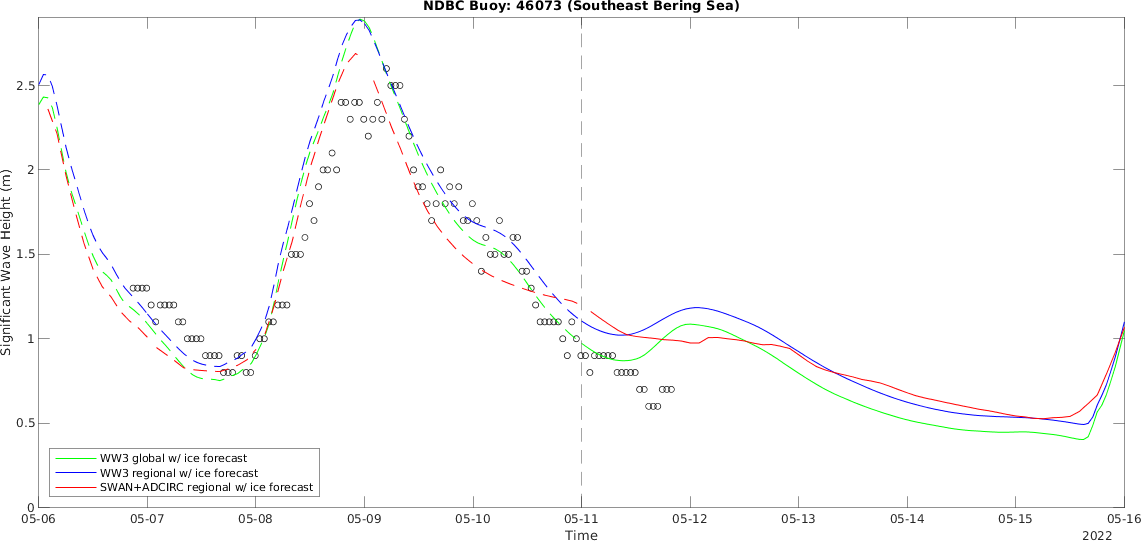 NDBC Buoy: 46073 (Southeast Bering Sea)
Significant Wave Height (m)
2.5
2
1.5
1
0.5
0
WW3 global w/ ice forecast
WW3 regional w/ ice forecast
SWAN+ADCIRC regional w/ ice forecast
05-06 05-07 05-08 05-09 05-10 05-11 05-12 05-13 05-14 05-15 05-16
Time
2022